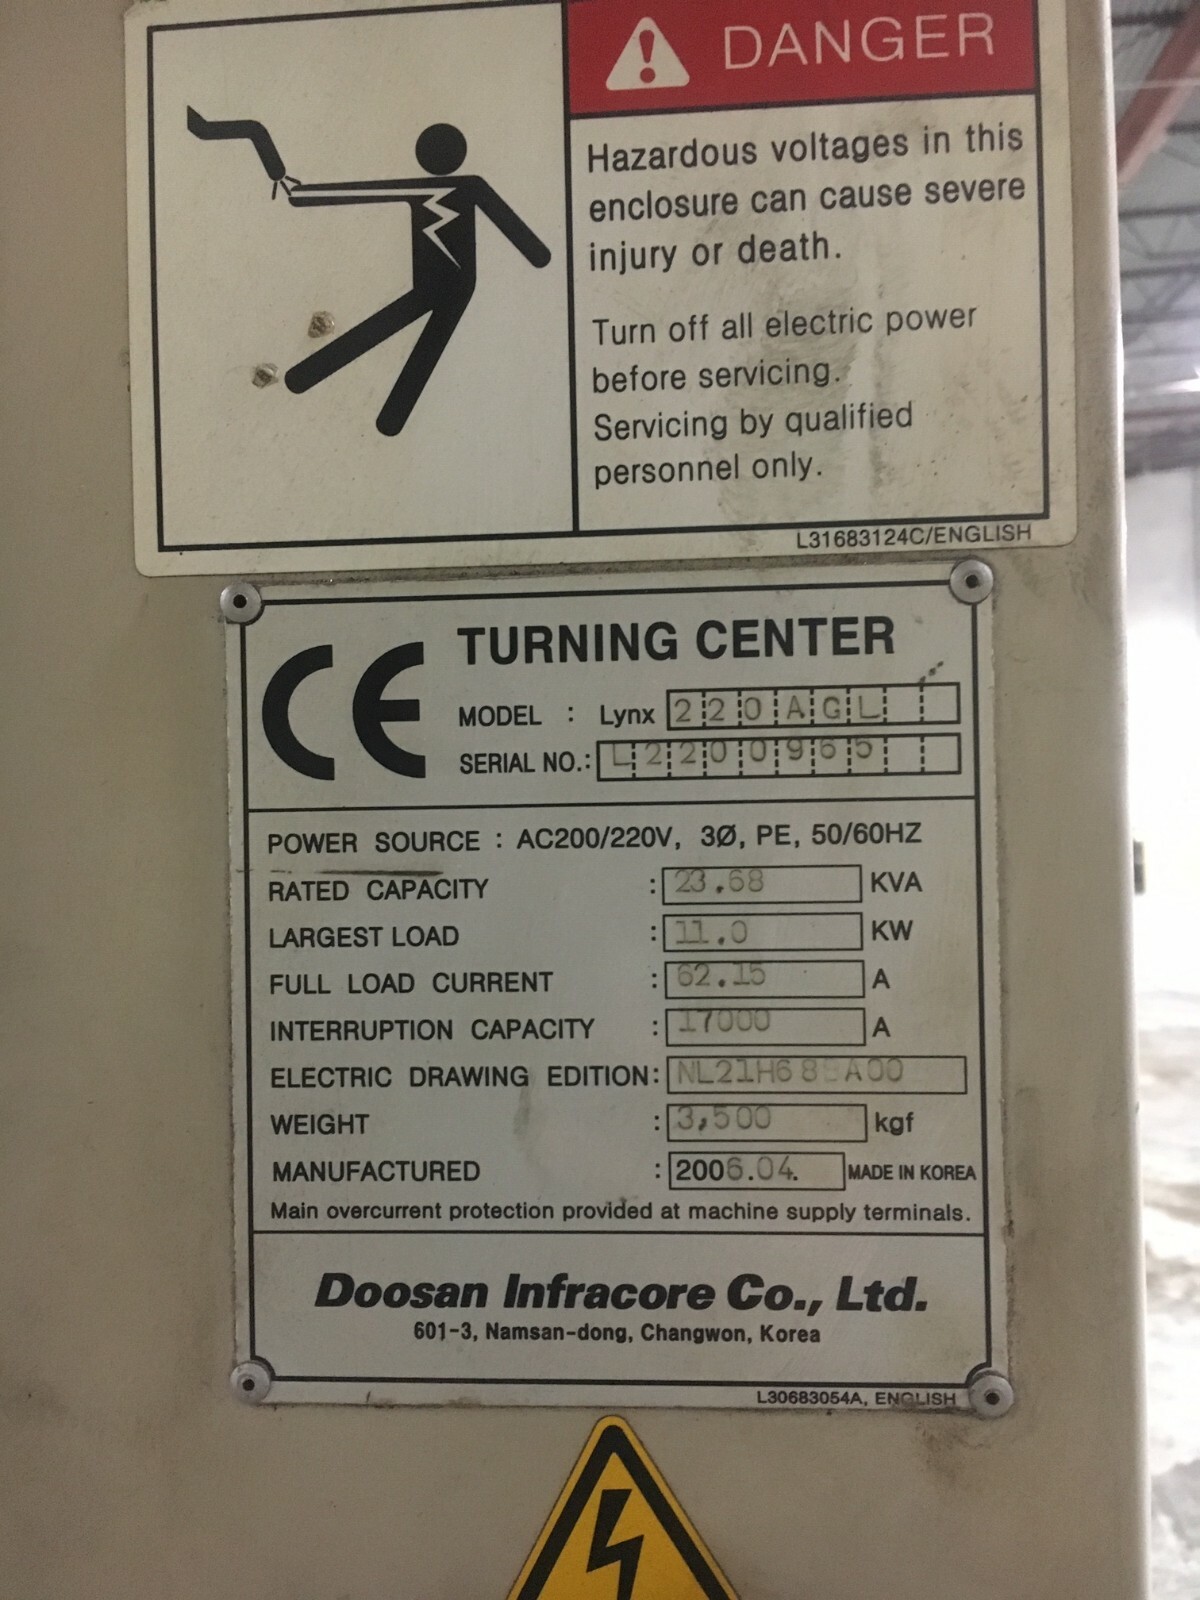 DANGER
Hazardous voltages in this
enclosure can cause severe
injury or death.
Turn off all electric power
before servicing.
Servicing by qualified
personnel only.
L31683124C/ENGLISH
CE TURNING CENTER
MODEL : Lynx 220AGL
SERIAL NO.: L2200965
POWER SOURCE : AC200/220V, 3Ø, PE, 50/60HZ
RATED CAPACITY : 23.68 KVA
LARGEST LOAD : 11.0 KW
FULL LOAD CURRENT : 62.15 A
INTERRUPTION CAPACITY : 17000 A
ELECTRIC DRAWING EDITION:
WEIGHT : 3,500 kgf
MANUFACTURED : 2006.04. MADE IN KOREA
Main overcurrent protection provided at machine supply terminals.
Doosan Infracore Co., Ltd.
601-3, Namsan-dong, Changwon, Korea
L30683054A, ENGLISH